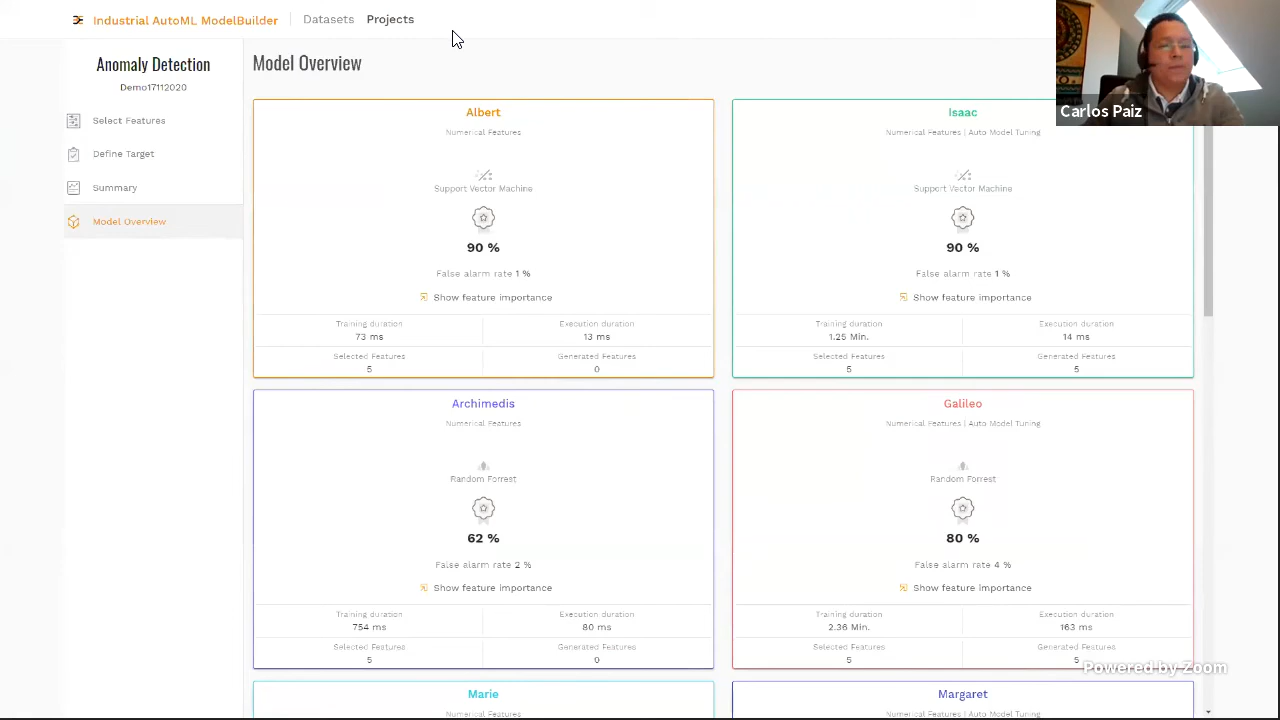 Industrial AutoML ModelBuilder
Datasets
Projects
Carlos Paiz
Anomaly Detection
Demo17112020
Select Features
Define Target
Summary
Model Overview
Model Overview
Albert
Numerical Features
Support Vector Machine
90 %
False alarm rate 1 %
Show feature importance
Training duration
73 ms
Execution duration
13 ms
Selected Features
5
Generated Features
0
Isaac
Numerical Features | Auto Model Tuning
Support Vector Machine
90 %
False alarm rate 1 %
Show feature importance
Training duration
1.25 Min.
Execution duration
14 ms
Selected Features
5
Generated Features
5
Archimedis
Numerical Features
Random Forrest
62 %
False alarm rate 2 %
Show feature importance
Training duration
754 ms
Execution duration
80 ms
Selected Features
5
Generated Features
0
Galileo
Numerical Features | Auto Model Tuning
Random Forrest
80 %
False alarm rate 4 %
Show feature importance
Training duration
2.36 Min.
Execution duration
163 ms
Selected Features
5
Generated Features
5
Powered by Zoom
Marie
Numerical Features
Margaret
Numerical Features | Auto Model Tuning